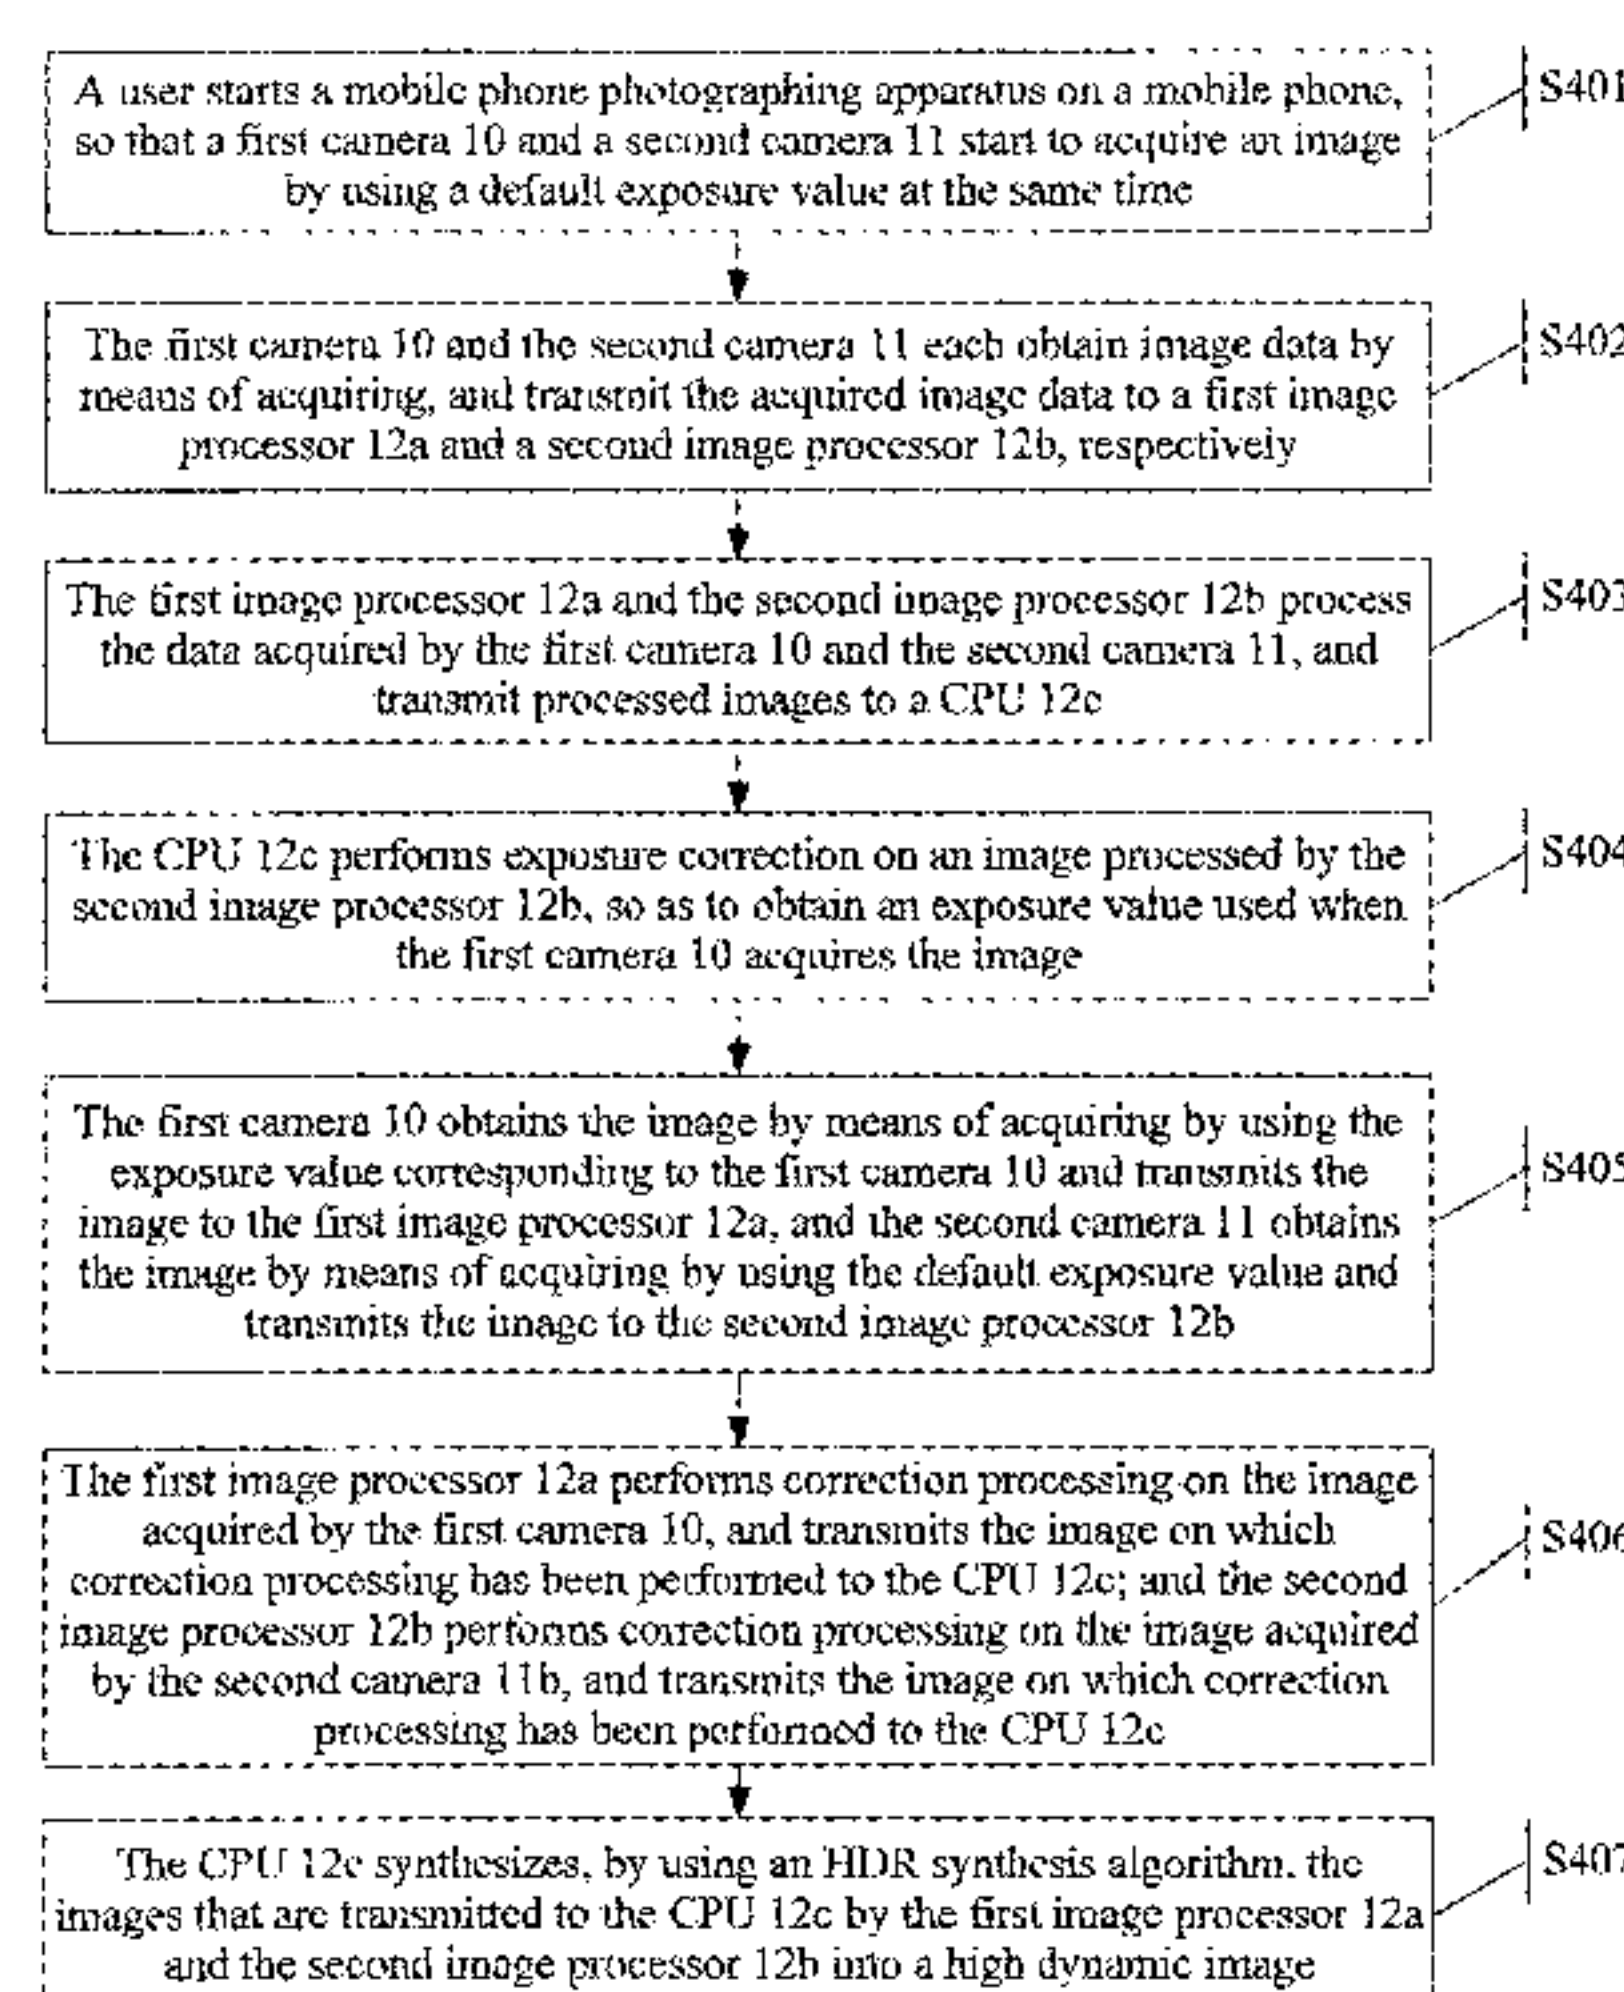 A user starts a mobile phone photographing apparatus on a mobile phone,
so that a first camera 10 and a second camera 11 start to acquire an image
by using a default exposure value at the same time
S401
The first camera 10 and the second camera 11 each obtain image data by
means of acquiring, and transmit the acquired image data to a first image
processor 12a and a second image processor 12b, respectively
S402
The first image processor 12a and the second image processor 12b process
the data acquired by the first camera 10 and the second camera 11, and
transmit processed images to a CPU 12c
S403
The CPU 12c performs exposure correction on an image processed by the
second image processor 12b, so as to obtain an exposure value used when
the first camera 10 acquires the image
S404
The first camera 10 obtains the image by means of acquiring by using the
exposure value corresponding to the first camera 10 and transmits the
image to the first image processor 12a, and the second camera 11 obtains
the image by means of acquiring by using the default exposure value and
transmits the image to the second image processor 12b
S405
The first image processor 12a performs correction processing on the image
acquired by the first camera 10, and transmits the image on which
correction processing has been performed to the CPU 12c; and the second
image processor 12b performs correction processing on the image acquired
by the second camera 11b, and transmits the image on which correction
processing has been performed to the CPU 12c
S406
The CPU 12c synthesizes, by using an HDR synthesis algorithm, the
images that are transmitted to the CPU 12c by the first image processor 12a
and the second image processor 12b into a high dynamic image
S407